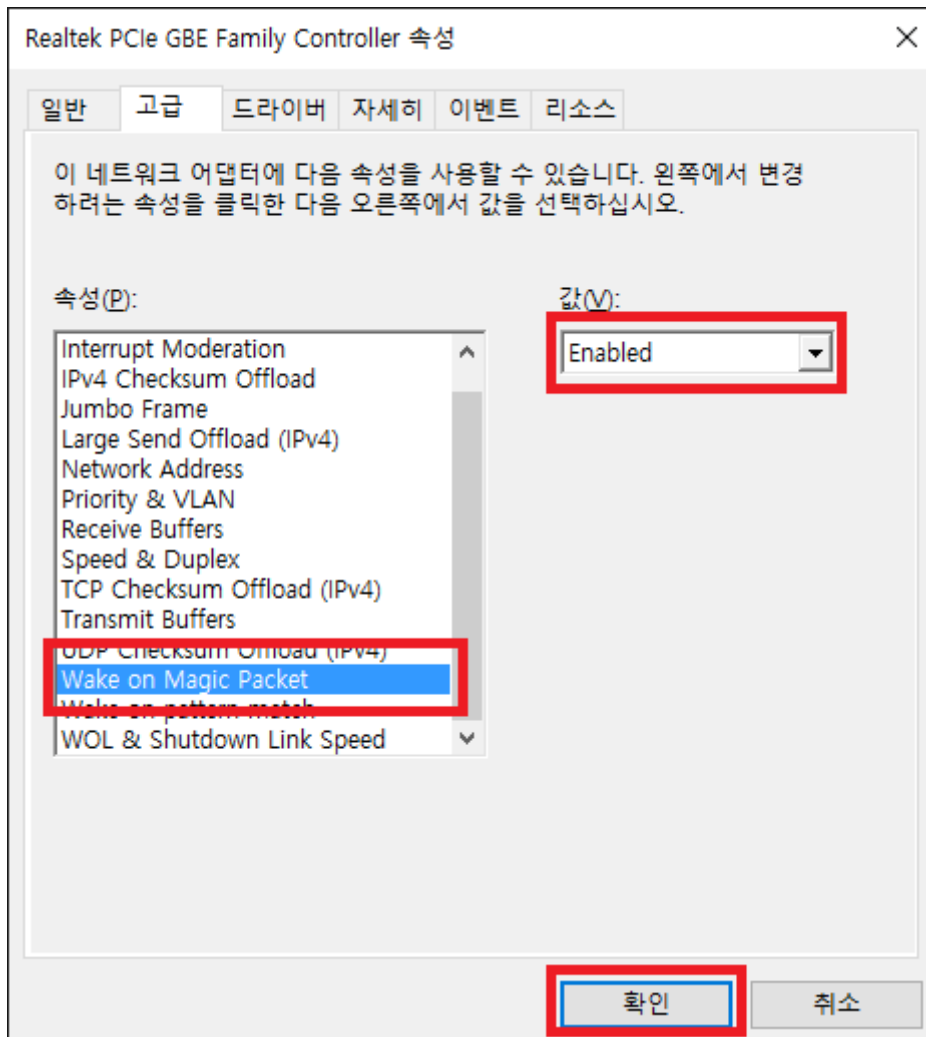 Realtek PCIe GBE Family Controller 속성
일반 고급 드라이버 자세히 이벤트 리소스
이 네트워크 어댑터에 다음 속성을 사용할 수 있습니다. 왼쪽에서 변경
하려는 속성을 클릭한 다음 오른쪽에서 값을 선택하십시오.
속성(P):
Interrupt Moderation
IPv4 Checksum Offload
Jumbo Frame
Large Send Offload (IPv4)
Network Address
Priority & VLAN
Receive Buffers
Speed & Duplex
TCP Checksum Offload (IPv4)
Transmit Buffers
UDP Checksum Offload (IPv4)
Wake on Magic Packet
Wake on pattern match
WOL & Shutdown Link Speed
값(V):
Enabled
확인 취소